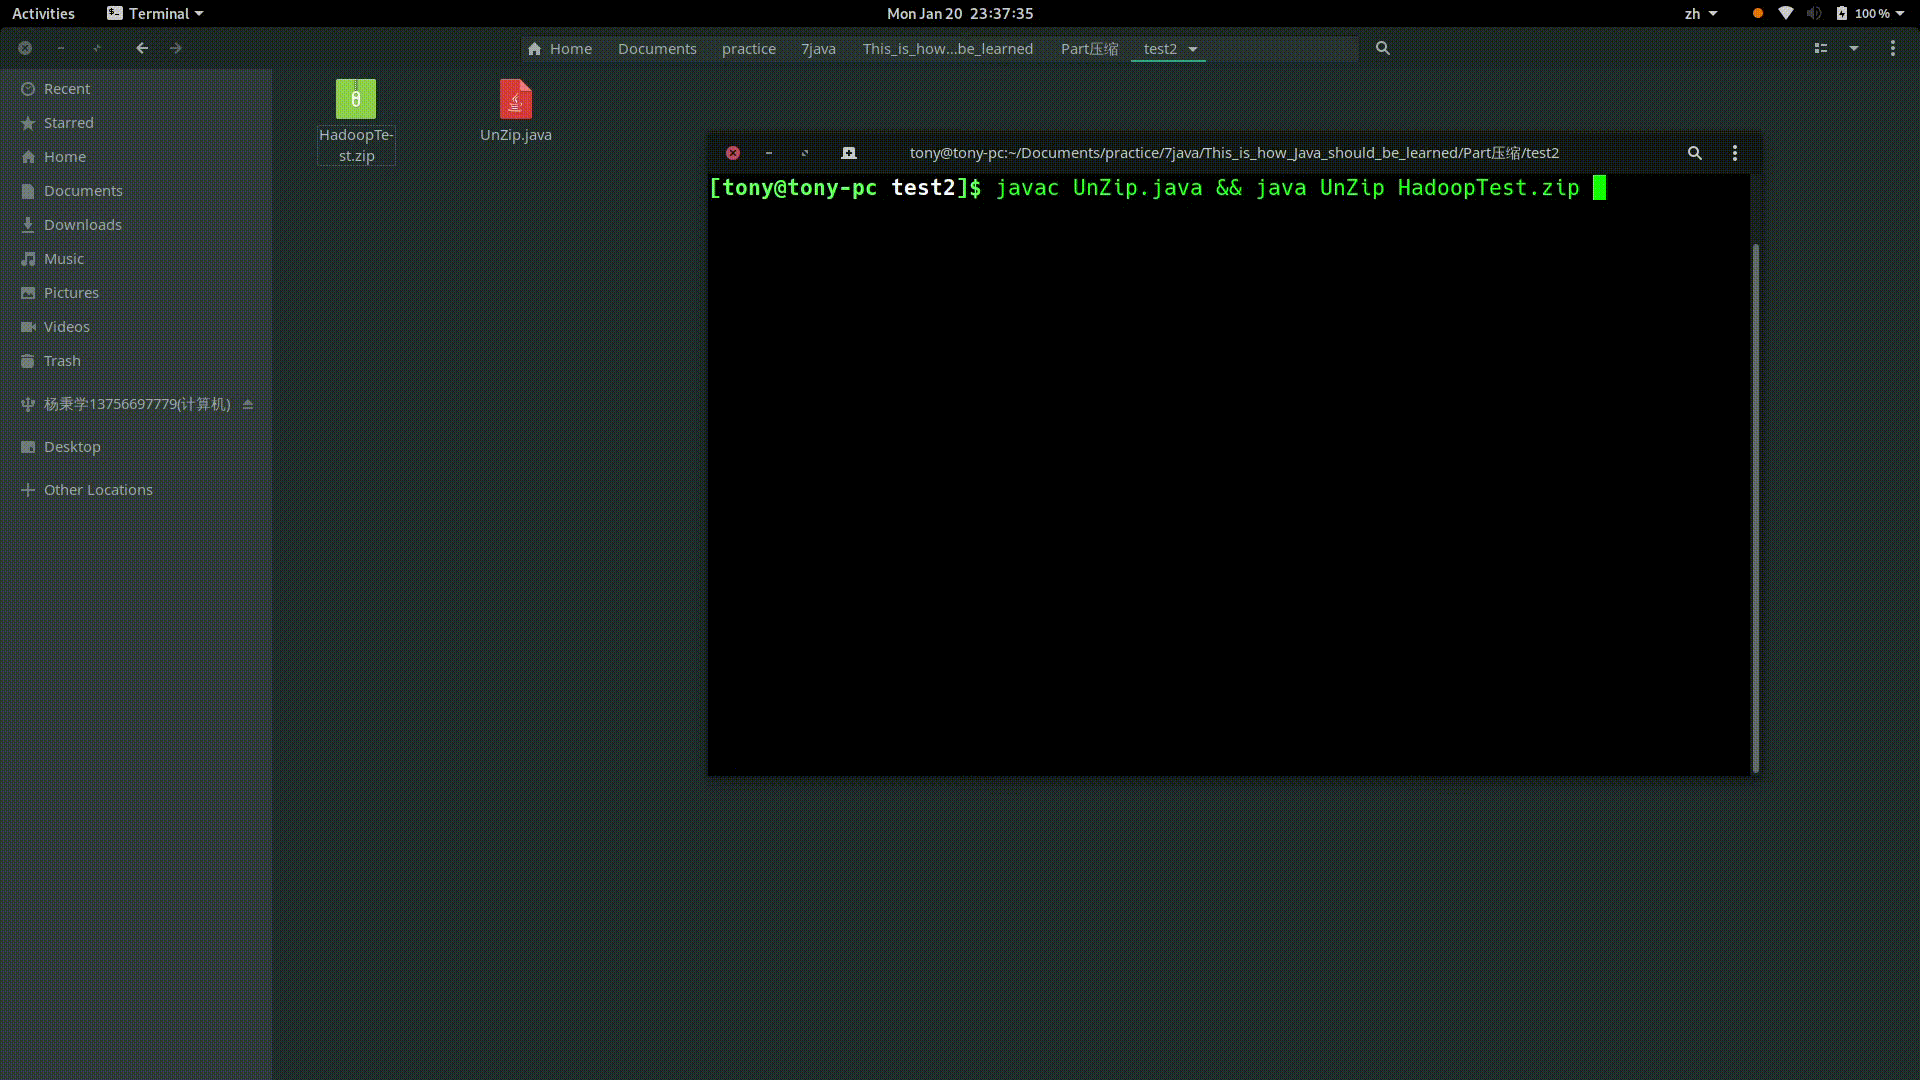 Activities Terminal Mon Jan 20 23:37:35 zh 100 %
Home Documents practice 7java This_is_how...be_learned Part压缩 test2
Recent
Starred
Home
Documents
Downloads
Music
Pictures
Videos
Trash
杨秉学13756697779(计算机)
Desktop
Other Locations
HadoopTe-
st.zip
UnZip.java
tony@tony-pc:~/Documents/practice/7java/This_is_how_Java_should_be_learned/Part压缩/test2
[tony@tony-pc test2]$ javac UnZip.java && java UnZip HadoopTest.zip